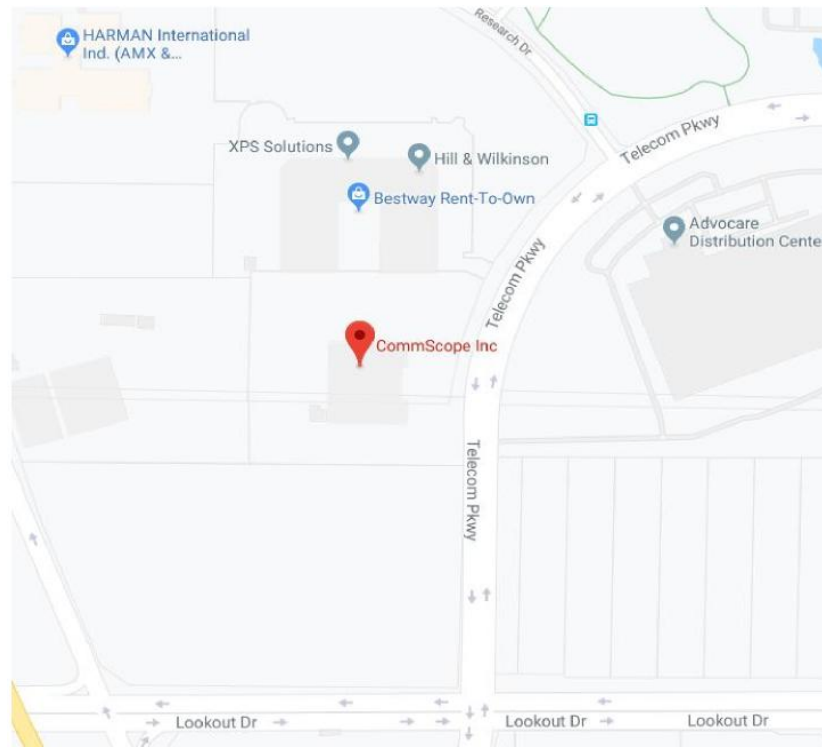 HARMAN International
Ind. (AMX &...
Research Dr
XPS Solutions
Hill & Wilkinson
Telecom Pkwy
Bestway Rent-To-Own
Advocare
Distribution Cente
Telecom Pkwy
CommScope Inc
Telecom Pkwy
Lookout Dr
Lookout Dr
Lookout Dr